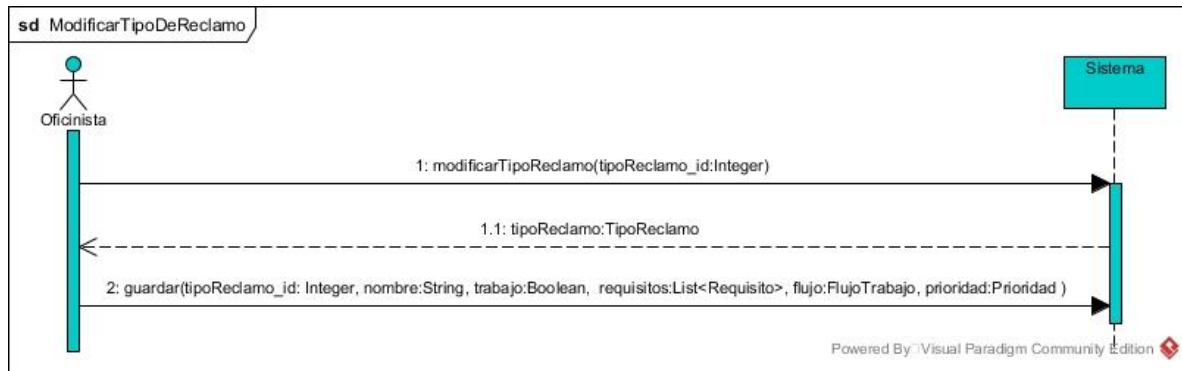 sd ModificarTipoDeReclamo
Sistema
Oficinista
1: modificarTipoReclamo(tipoReclamo_id:Integer)
1.1: tipoReclamo:TipoReclamo
2: guardar(tipoReclamo_id: Integer, nombre:String, trabajo:Boolean, requisitos:List<Requisito>, flujo:FlujoTrabajo, prioridad:Prioridad )
Powered By Visual Paradigm Community Edition